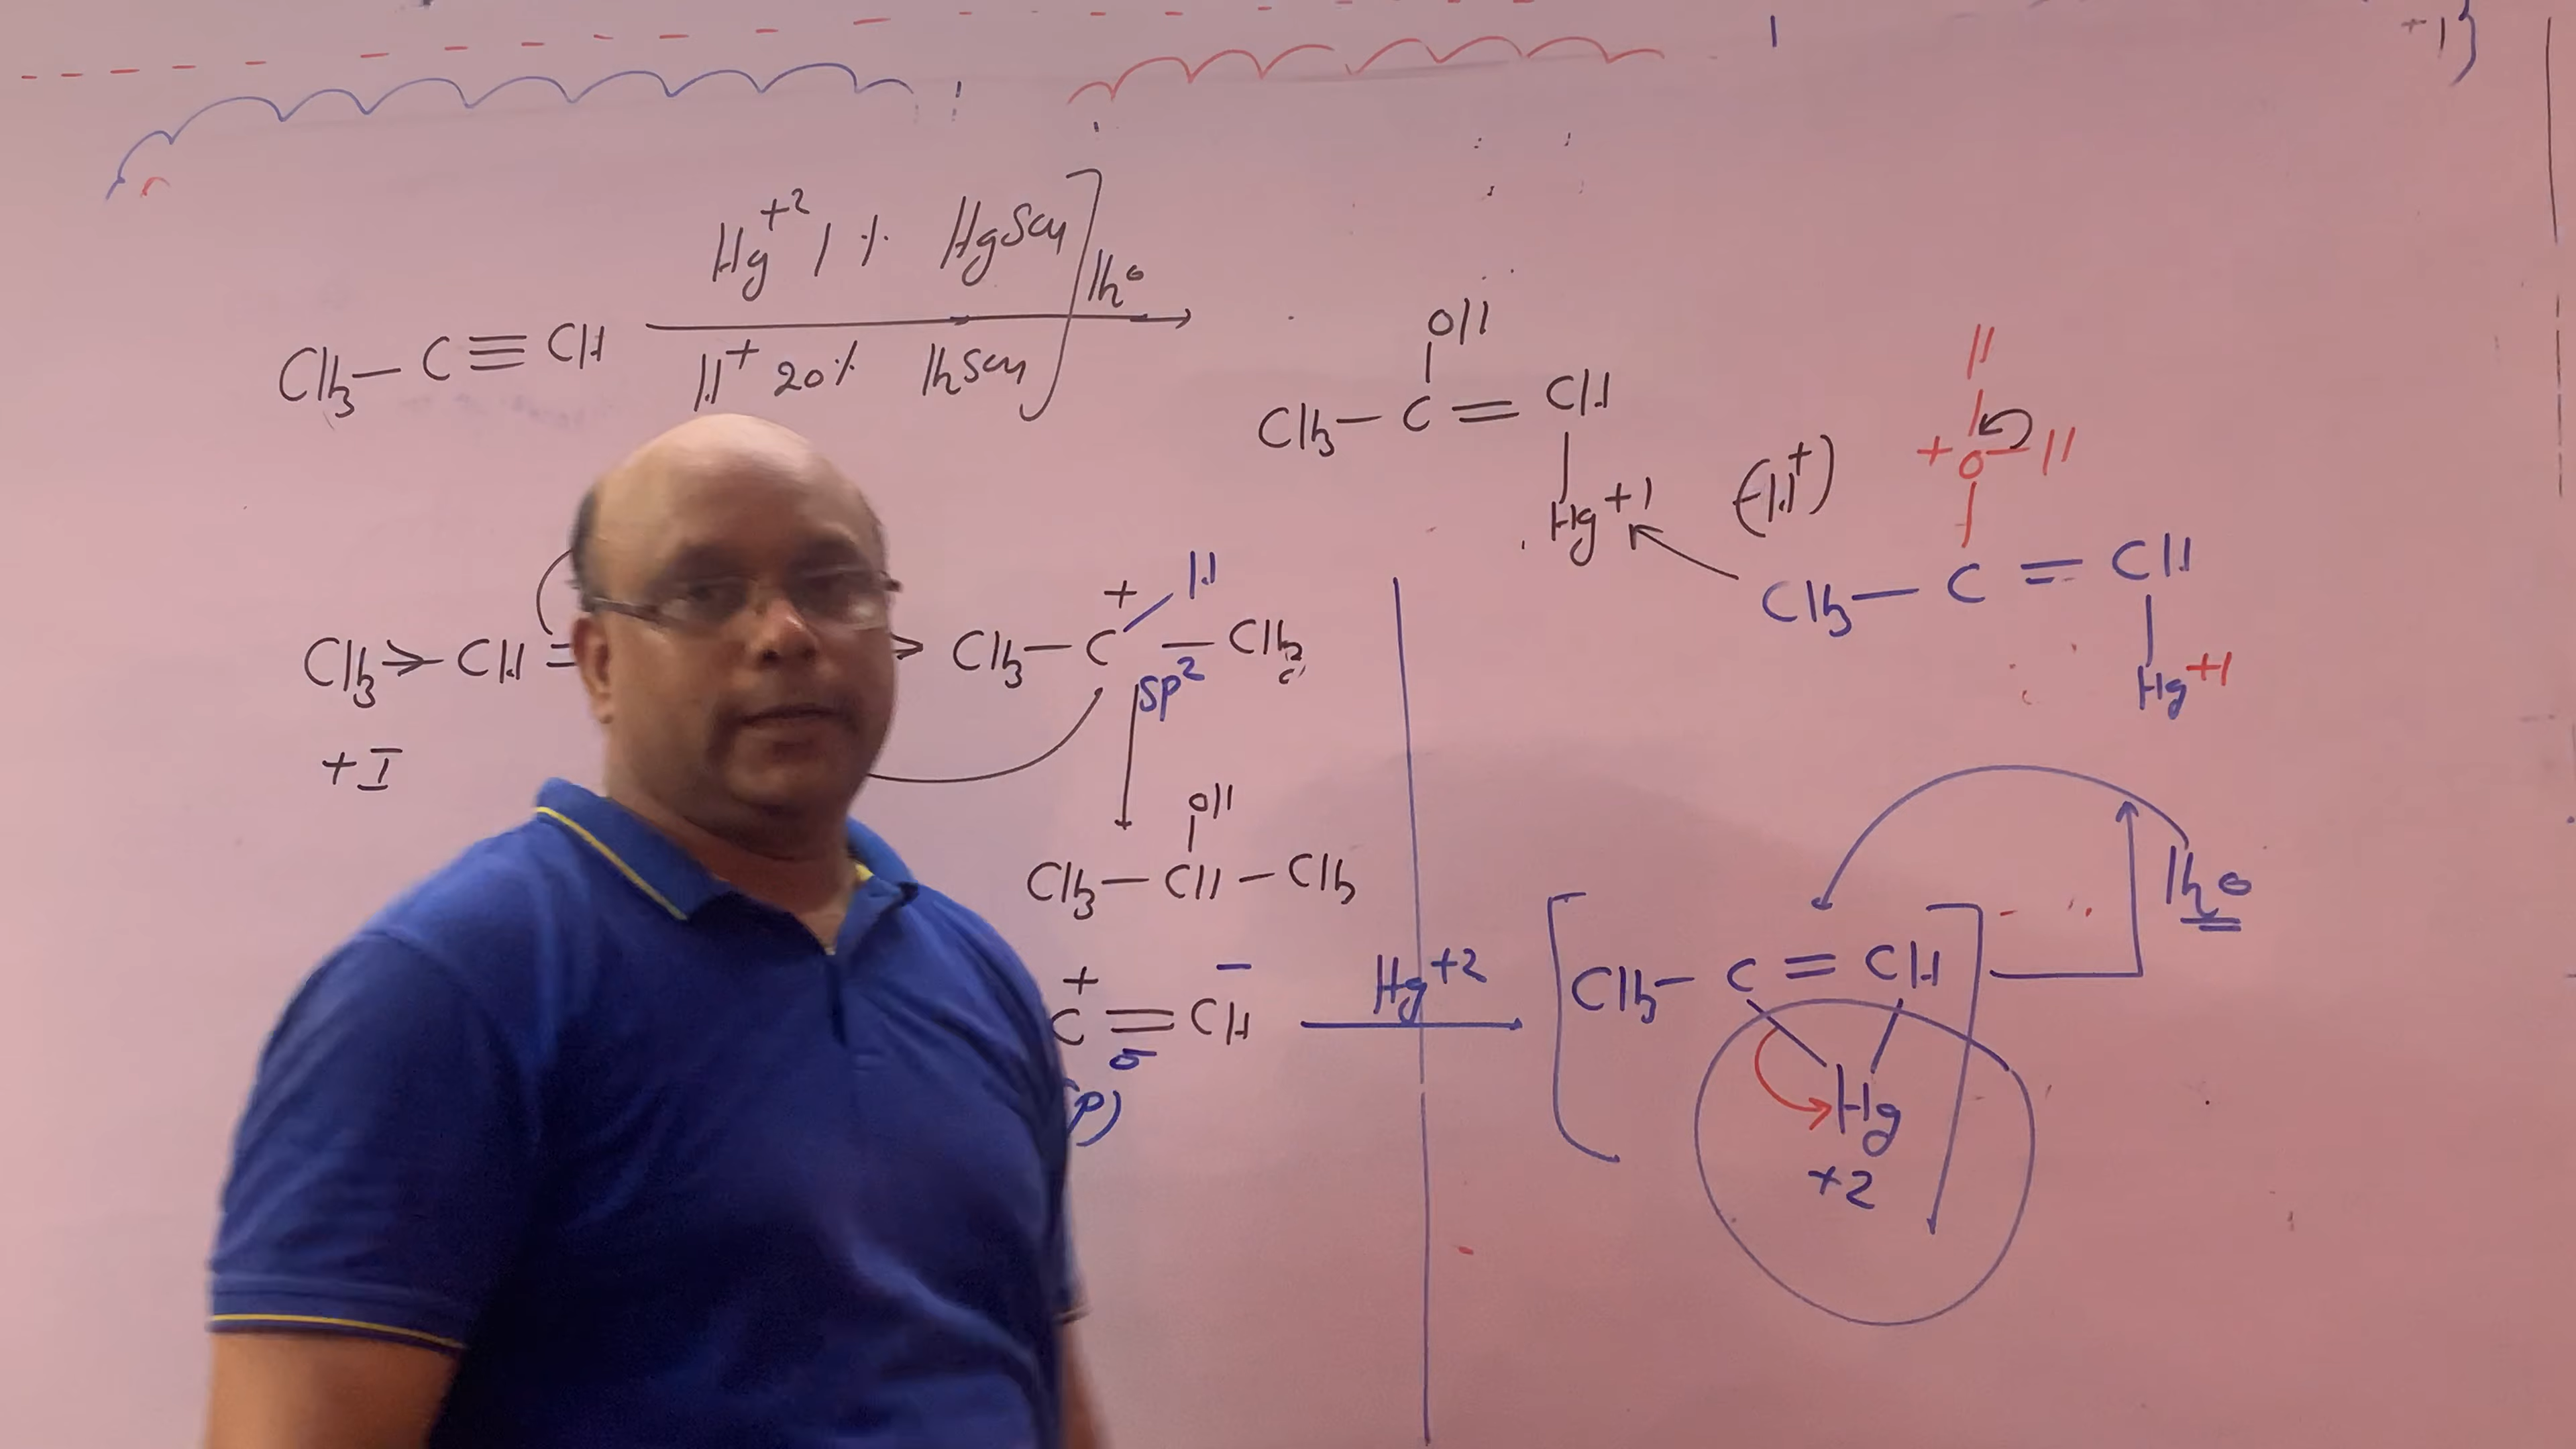 +1}
Hg+2 1% HgSO4
H2O
CH3—C≡CH
H+ 20% H2SO4
OH
CH3—C=CH
Hg+1
(-H+)
H
+O—H
CH3—C=CH
Hg+1
+ H
CH3>—CH= → CH3—C—CH3
sp2
+I
OH
CH3—CH—CH3
H2O
+ −
C≡CH Hg+2 [CH3—C=CH]
σ
(P)
Hg
+2